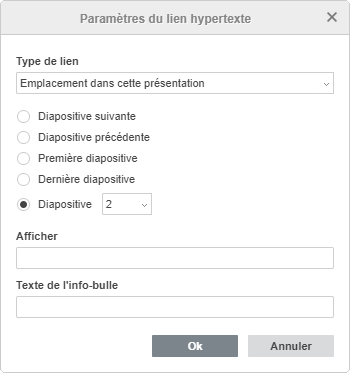 Paramètres du lien hypertexte
Type de lien
Emplacement dans cette présentation
Diapositive suivante
Diapositive précédente
Première diapositive
Dernière diapositive
Diapositive 2
Afficher
Texte de l'info-bulle
Ok Annuler